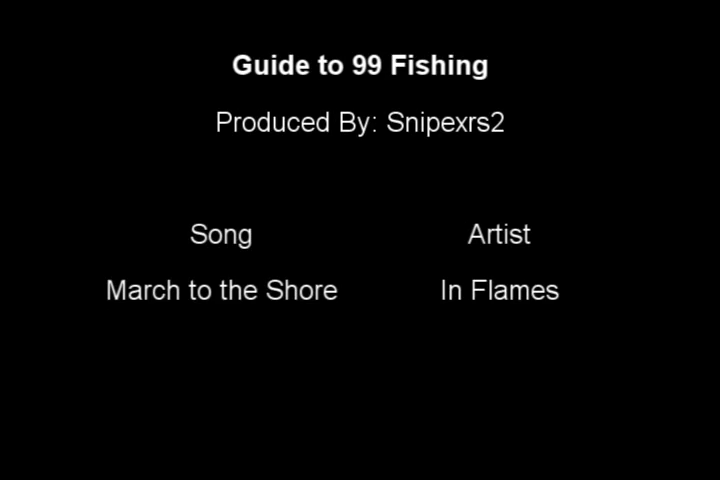 Guide to 99 Fishing
Produced By: Snipexrs2
Song Artist
March to the Shore In Flames